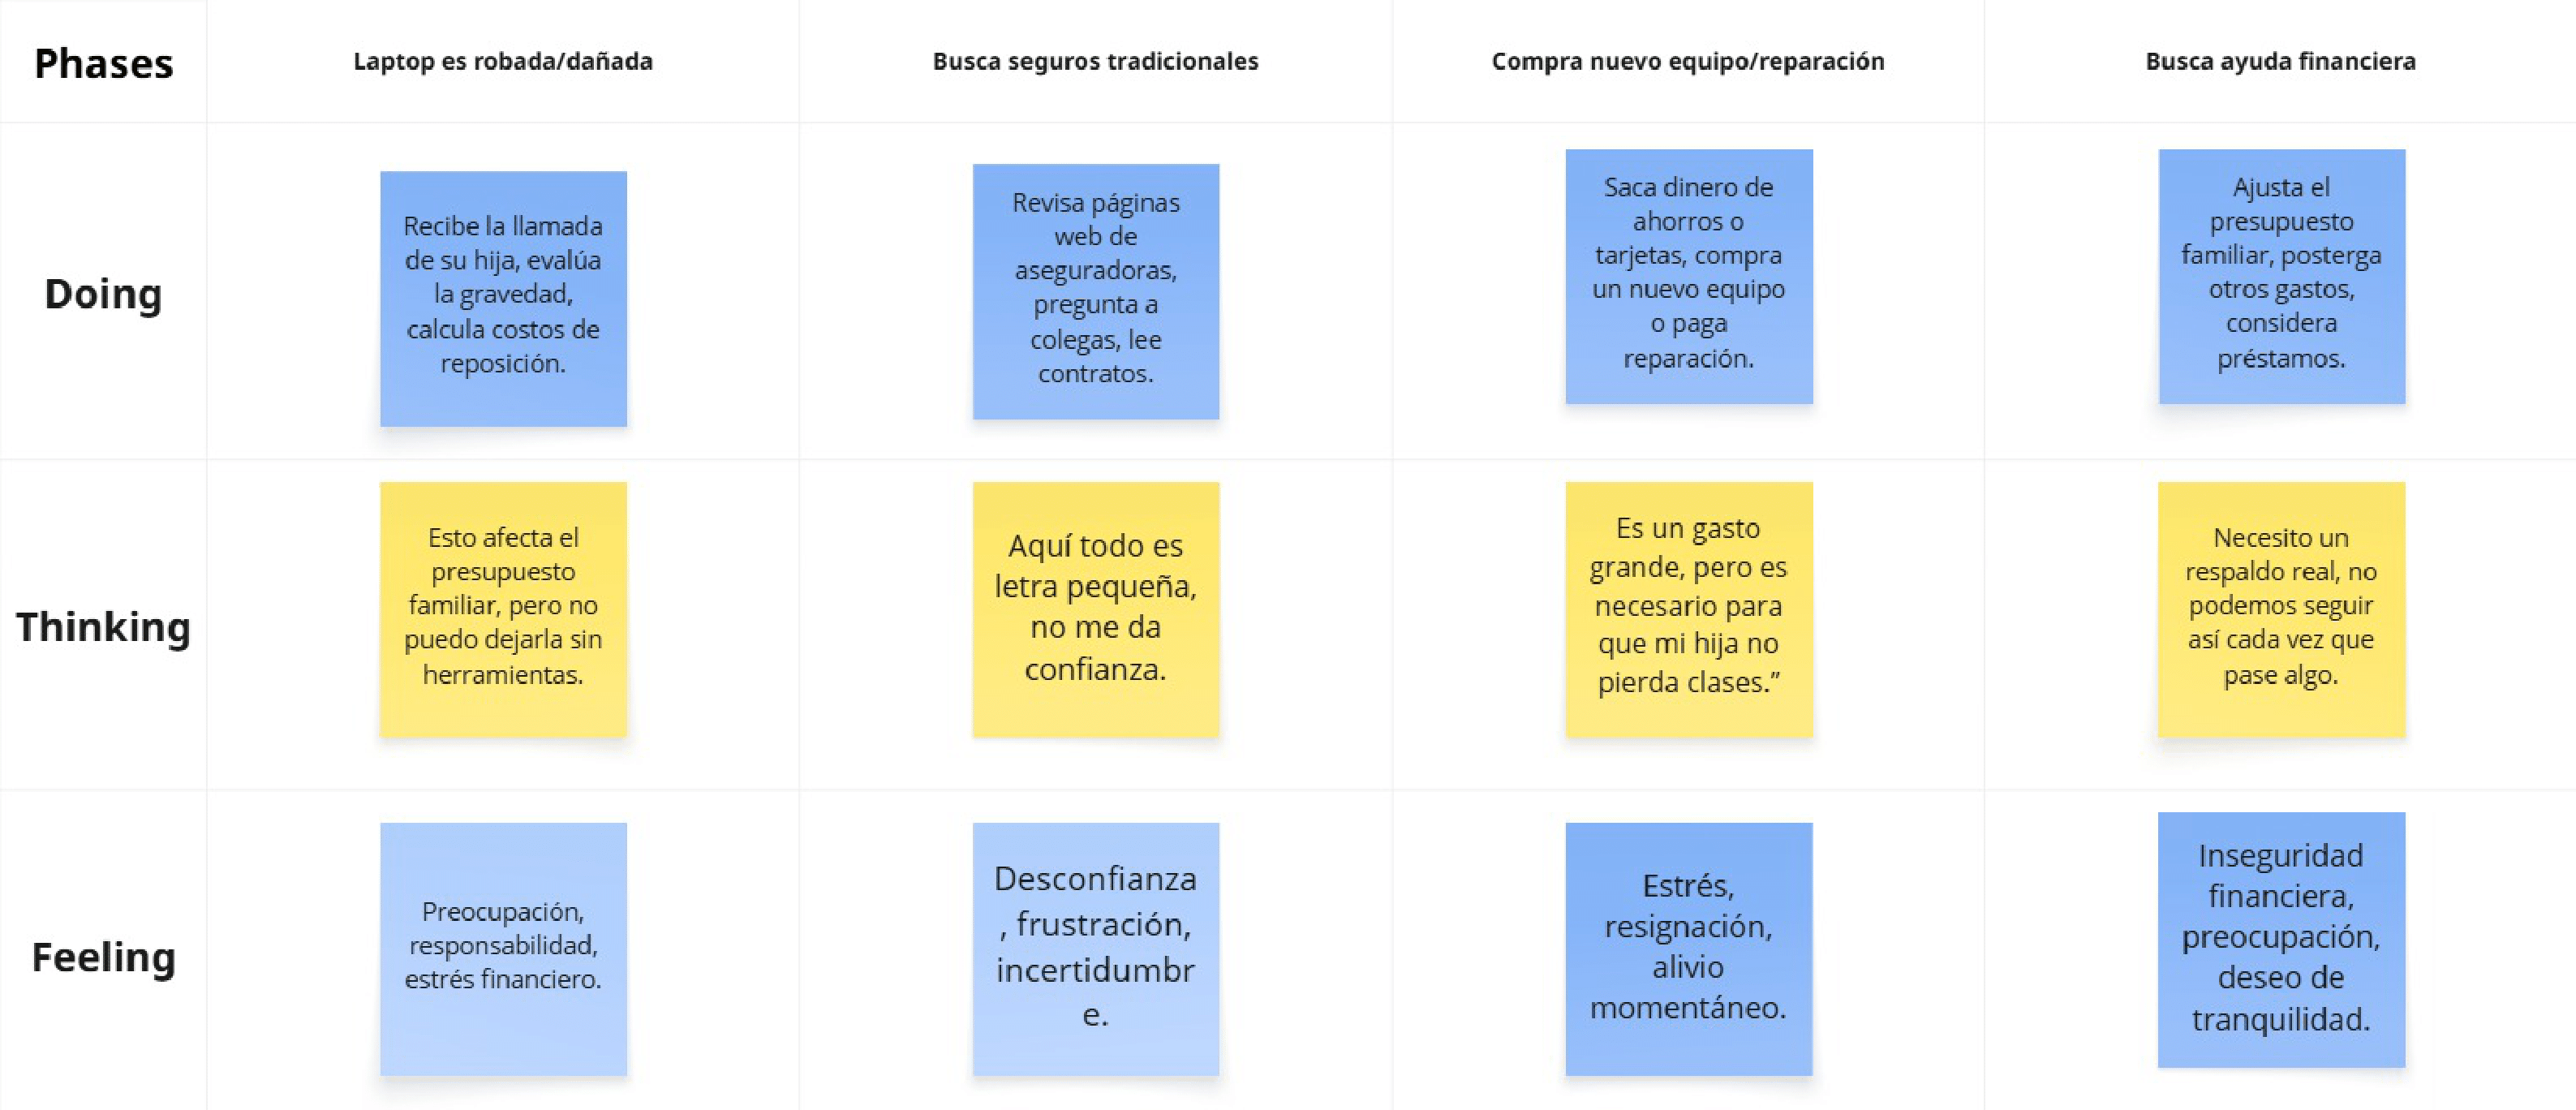 Phases
Laptop es robada/dañada
Busca seguros tradicionales
Compra nuevo equipo/reparación
Busca ayuda financiera
Doing
Recibe la llamada
de su hija, evalúa
la gravedad,
calcula costos de
reposición.
Revisa páginas
web de
aseguradoras,
pregunta a
colegas, lee
contratos.
Saca dinero de
ahorros o
tarjetas, compra
un nuevo equipo
o paga
reparación.
Ajusta el
presupuesto
familiar, posterga
otros gastos,
considera
préstamos.
Thinking
Esto afecta el
presupuesto
familiar, pero no
puedo dejarla sin
herramientas.
Aquí todo es
letra pequeña,
no me da
confianza.
Es un gasto
grande, pero es
necesario para
que mi hija no
pierda clases.”
Necesito un
respaldo real, no
podemos seguir
así cada vez que
pase algo.
Feeling
Preocupación,
responsabilidad,
estrés financiero.
Desconfianza
, frustración,
incertidumbr
e.
Estrés,
resignación,
alivio
momentáneo.
Inseguridad
financiera,
preocupación,
deseo de
tranquilidad.